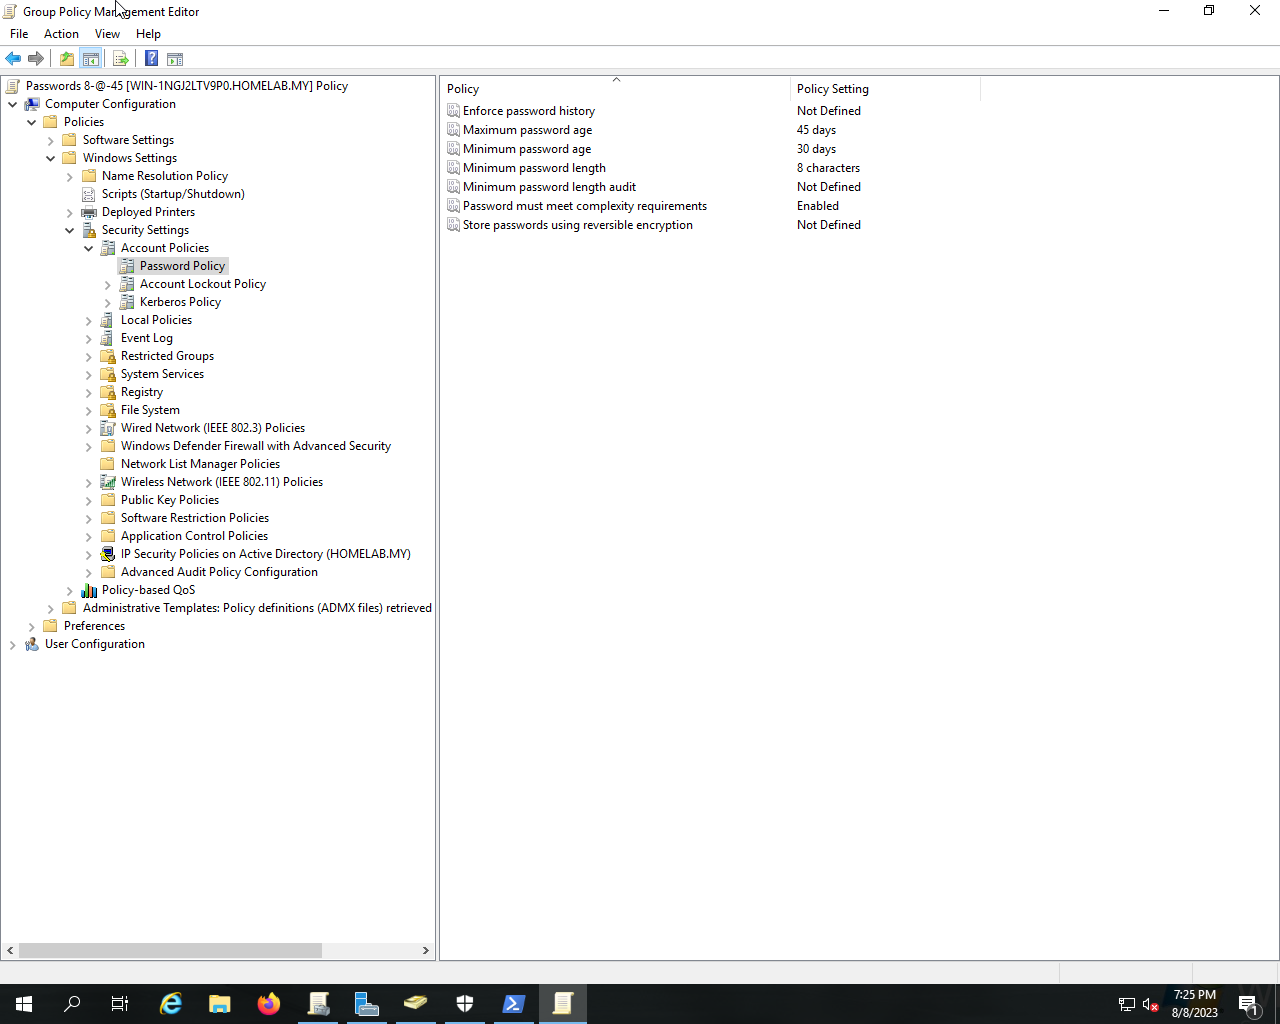 Group Policy Management Editor
File Action View Help
Passwords 8-@-45 [WIN-1NGJ2LTV9P0.HOMELAB.MY] Policy
Computer Configuration
Policies
Software Settings
Windows Settings
Name Resolution Policy
Scripts (Startup/Shutdown)
Deployed Printers
Security Settings
Account Policies
Password Policy
Account Lockout Policy
Kerberos Policy
Local Policies
Event Log
Restricted Groups
System Services
Registry
File System
Wired Network (IEEE 802.3) Policies
Windows Defender Firewall with Advanced Security
Network List Manager Policies
Wireless Network (IEEE 802.11) Policies
Public Key Policies
Software Restriction Policies
Application Control Policies
IP Security Policies on Active Directory (HOMELAB.MY)
Advanced Audit Policy Configuration
Policy-based QoS
Administrative Templates: Policy definitions (ADMX files) retrieved
Preferences
User Configuration
Policy Policy Setting
Enforce password history Not Defined
Maximum password age 45 days
Minimum password age 30 days
Minimum password length 8 characters
Minimum password length audit Not Defined
Password must meet complexity requirements Enabled
Store passwords using reversible encryption Not Defined
7:25 PM
8/8/2023
1